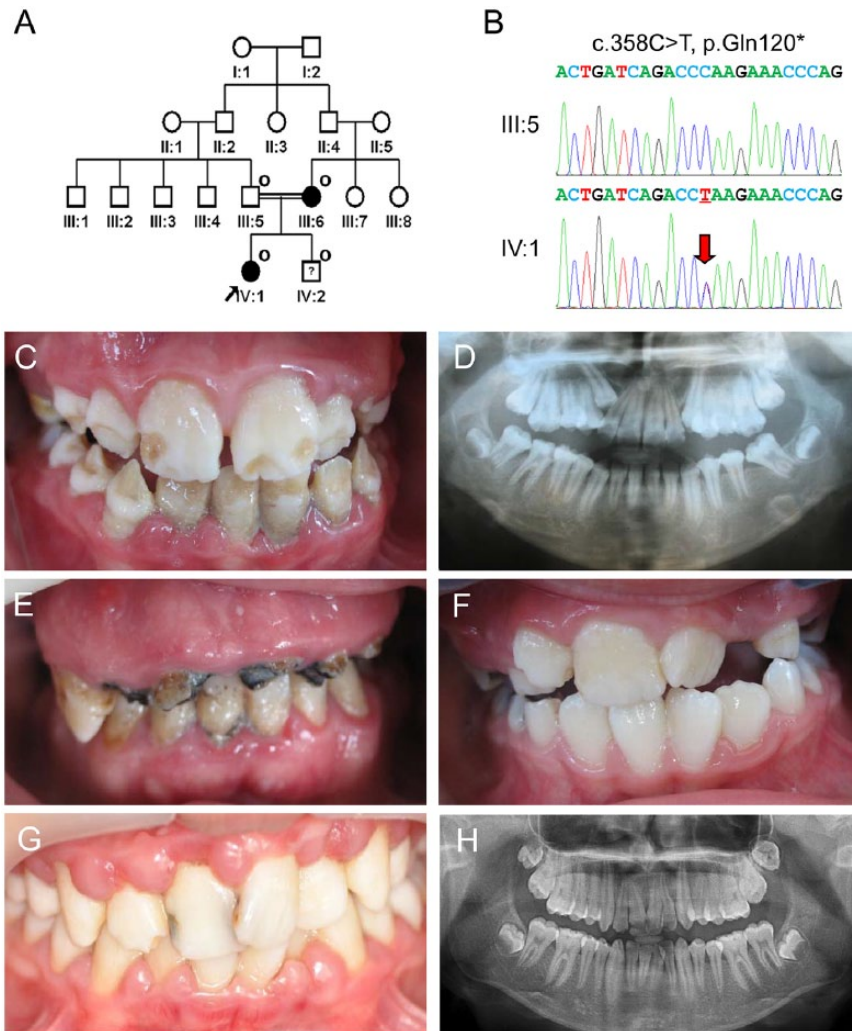 A
I:1 I:2
II:1 II:2 II:3 II:4 II:5
O O
III:1 III:2 III:3 III:4 III:5 III:6 III:7 III:8
O O
?
IV:1 IV:2
B
c.358C>T, p.Gln120*
ACTGATCAGACCCAAGAAACCCAG
III:5
ACTGATCAGACCTAAGAAACCCAG
IV:1
C
D
E
F
G
H